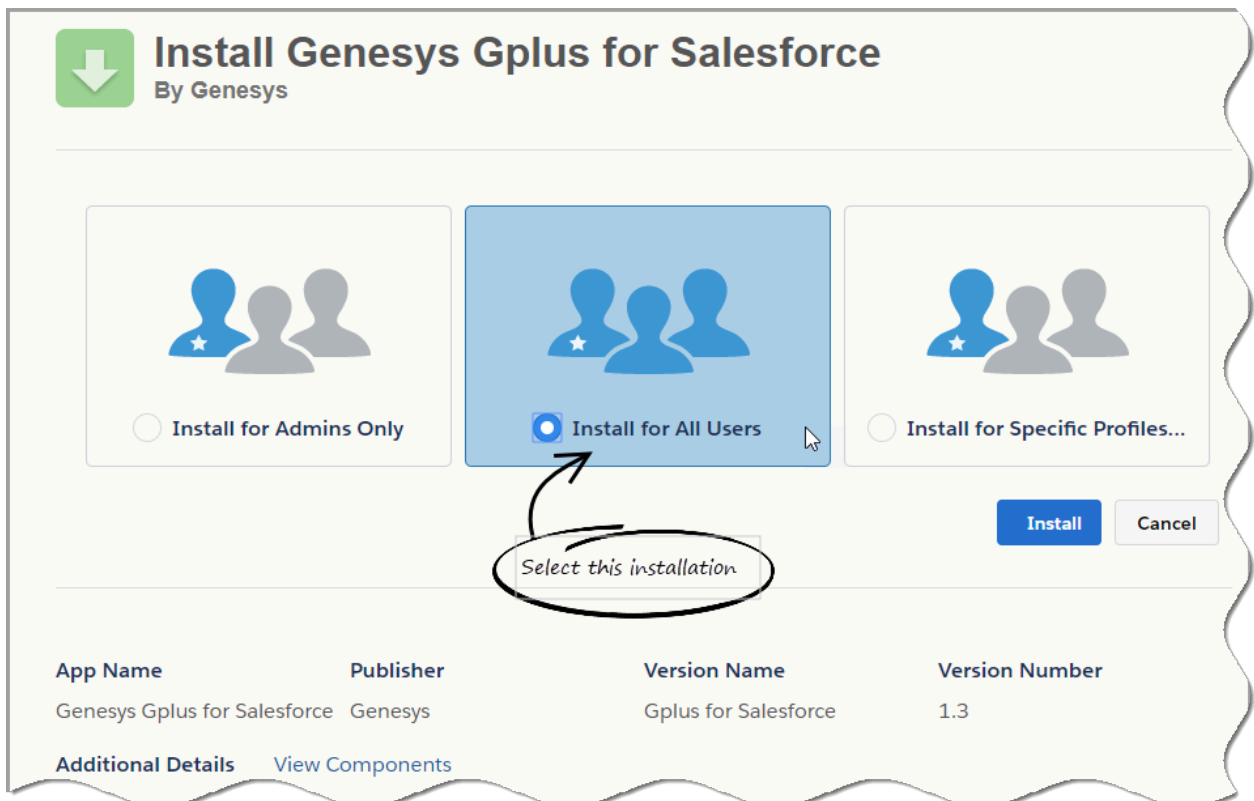 Install Genesys Gplus for Salesforce
By Genesys
Install for Admins Only
Install for All Users
Install for Specific Profiles...
Install
Cancel
Select this installation
App Name
Publisher
Version Name
Version Number
Genesys Gplus for Salesforce
Genesys
Gplus for Salesforce
1.3
Additional Details
View Components